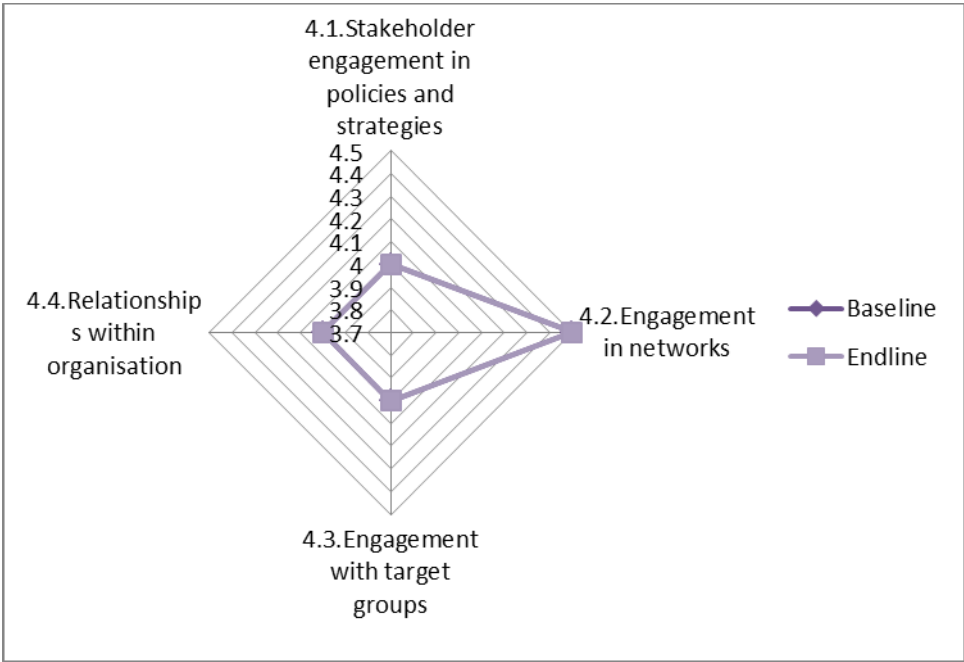 4.1.Stakeholder
engagement in
policies and
strategies
4.5
4.4
4.3
4.2
4.1
4
3.9
3.8
3.7
4.4.Relationship
s within
organisation
4.2.Engagement
in networks
Baseline
Endline
4.3.Engagement
with target
groups